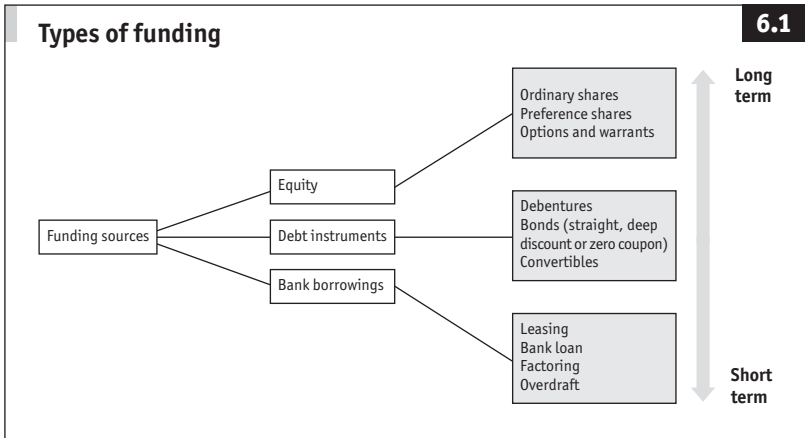 Types of funding
6.1
Long
term
Ordinary shares
Preference shares
Options and warrants
Equity
Debentures
Bonds (straight, deep
discount or zero coupon)
Convertibles
Funding sources
Debt instruments
Bank borrowings
Leasing
Bank loan
Factoring
Overdraft
Short
term